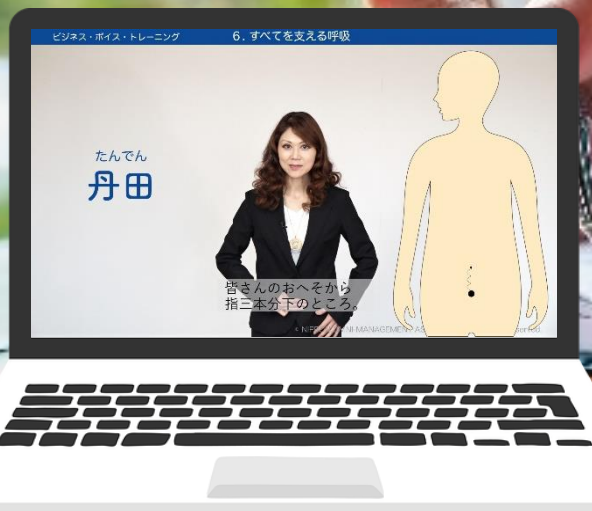 ビジネス・ボイス・トレーニング
6. すべてを支える呼吸
たんでん
丹田
皆さんのおへそから
指三本分下のところ。
MANAGEMENT